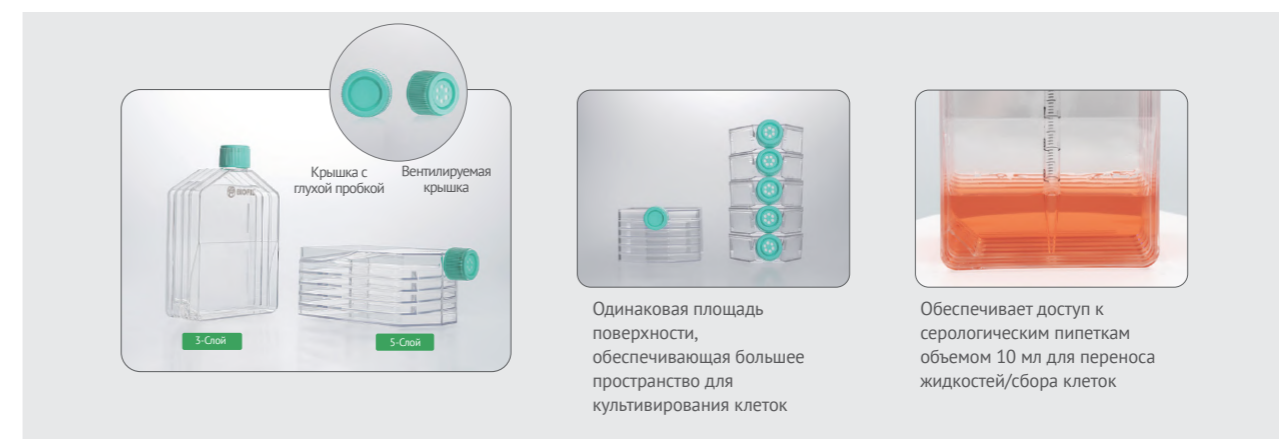 Крышка с
глухой пробкой
Вентилируемая
крышка
3-Слой
5-Слой
Одинаковая площадь
поверхности,
обеспечивающая большее
пространство для
культивирования клеток
Обеспечивает доступ к
серологическим пипеткам
объемом 10 мл для переноса
жидкостей/сбора клеток